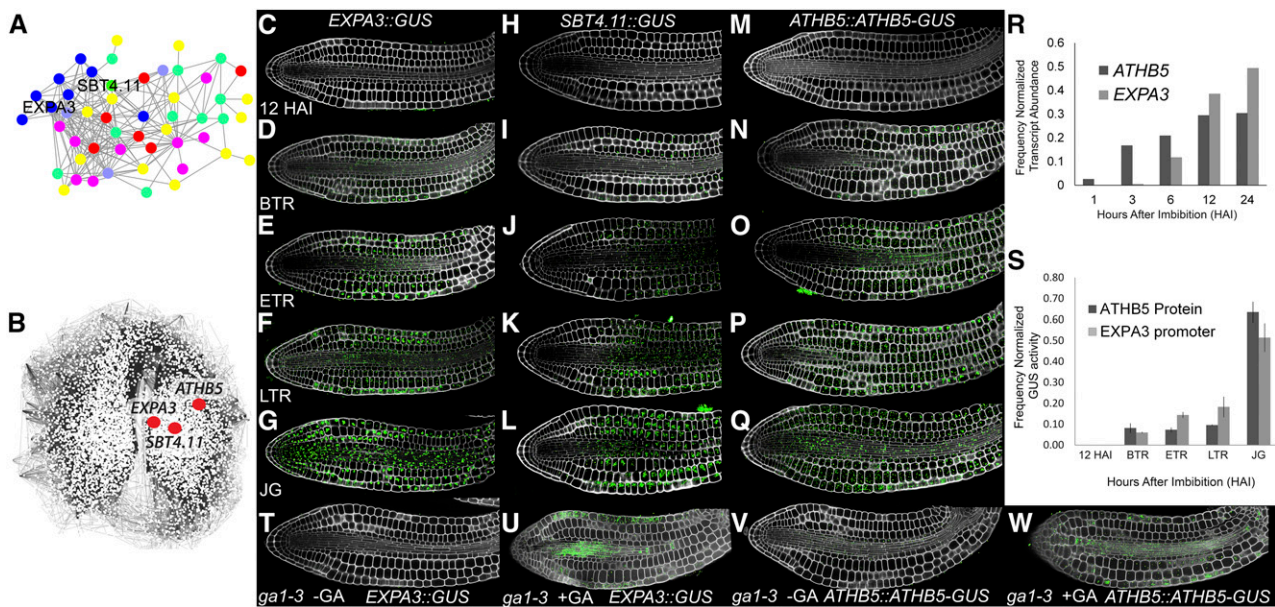 A
SBT4.11
EXPA3
B
ATHB5
EXPA3
SBT4.11
C
EXPA3::GUS
12 HAI
D
BTR
E
ETR
F
LTR
G
JG
H
SBT4.11::GUS
I
J
K
L
M
ATHB5::ATHB5-GUS
N
O
P
Q
R
Frequency Normalized
Transcript Abundance
0.6
0.5
0.4
0.3
0.2
0.1
0
ATHB5
EXPA3
1 3 6 12 24
Hours After Imbibition (HAI)
S
Frequency Normalized
GUS activity
0.80
0.70
0.60
0.50
0.40
0.30
0.20
0.10
0.00
ATHB5 Protein
EXPA3 promoter
12 HAI BTR ETR LTR JG
Hours After Imbibition (HAI)
T
ga1-3 -GA EXPA3::GUS
U
ga1-3 +GA EXPA3::GUS
V
ga1-3 -GA ATHB5::ATHB5-GUS
W
ga1-3 +GA ATHB5::ATHB5-GUS